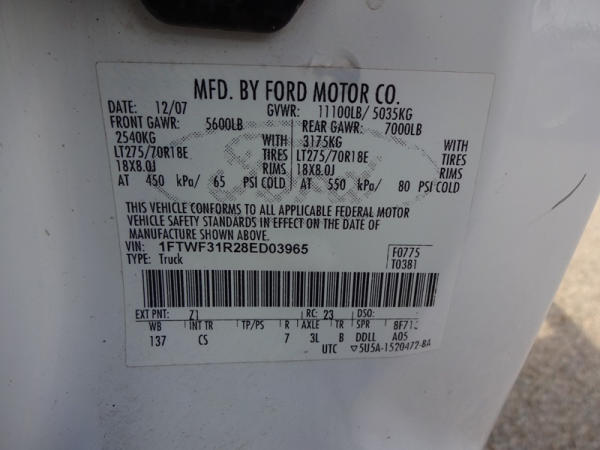 MFD. BY FORD MOTOR CO.
DATE: 12/07 GVWR: 11100LB/ 5035KG
FRONT GAWR: 5600LB REAR GAWR: 7000LB
2540KG WITH 3175KG WITH
LT275/70R18E TIRES LT275/70R18E TIRES
18X8.0J RIMS 18X8.0J RIMS
AT 450 kPa/ 65 PSI COLD AT 550 kPa/ 80 PSI COLD
THIS VEHICLE CONFORMS TO ALL APPLICABLE FEDERAL MOTOR
VEHICLE SAFETY STANDARDS IN EFFECT ON THE DATE OF
MANUFACTURE SHOWN ABOVE.
VIN: 1FTWF31R28ED03965 F0775
TYPE: Truck T0381
EXT PNT: Z1 RC: 23 DSO:
WB INT TR TP/PS R AXLE TR SPR
137 CS 7 3L B DDLL A05
UTC 5U5A-1520472-BA